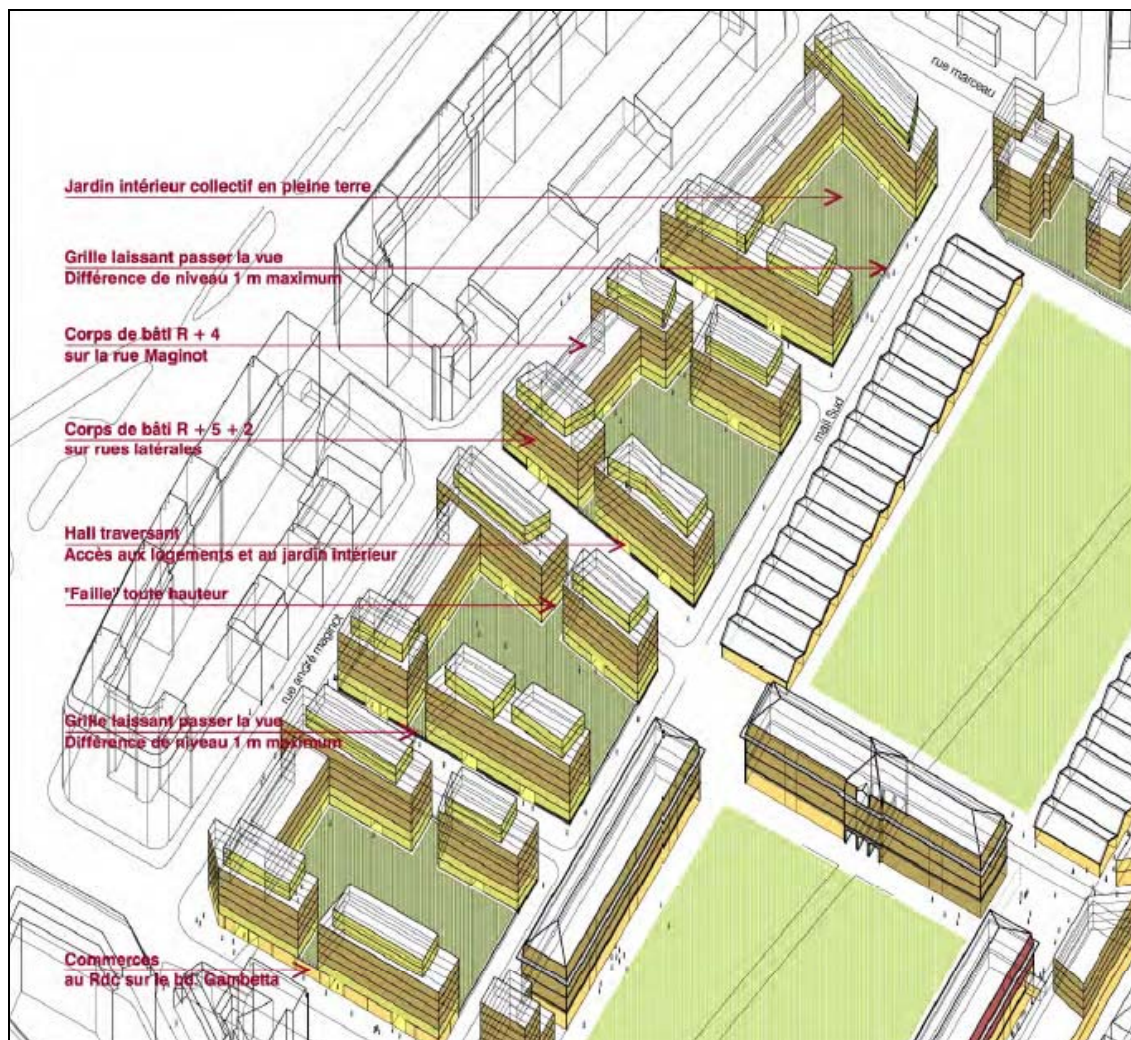 rue marceau
Jardin intérieur collectif en pleine terre
Grille laissant passer la vue
Différence de niveau 1 m maximum
Corps de bâti R + 4
sur la rue Maginot
Corps de bâti R + 5 + 2
sur rues latérales
mail Sud
Hall traversant
Accès aux logements et au jardin intérieur
"Faille" toute hauteur
rue andré maginot
Grille laissant passer la vue
Différence de niveau 1 m maximum
Commerces
au Rdc sur le bd. Gambetta